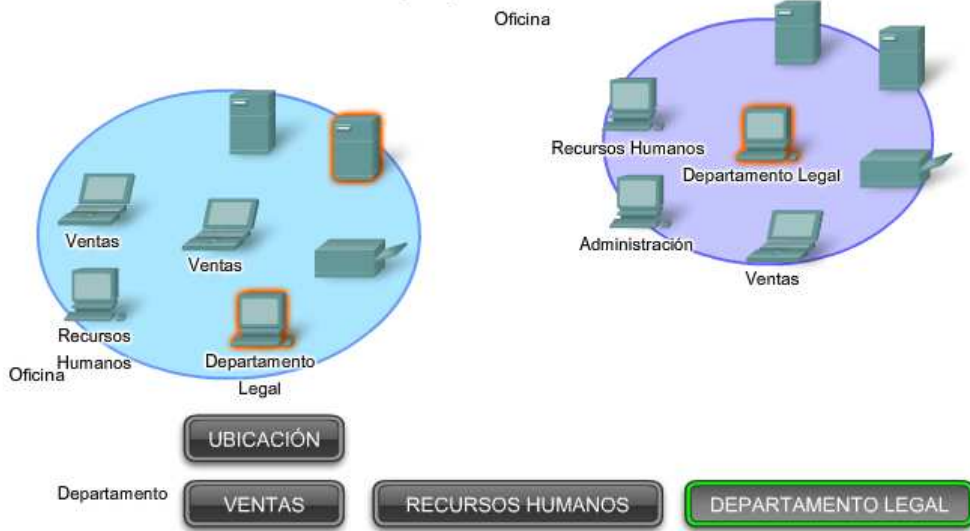 Oficina
Recursos Humanos
Departamento Legal
Administración
Ventas
Ventas
Ventas
Recursos
Humanos
Departamento
Legal
Oficina
UBICACIÓN
Departamento
VENTAS
RECURSOS HUMANOS
DEPARTAMENTO LEGAL